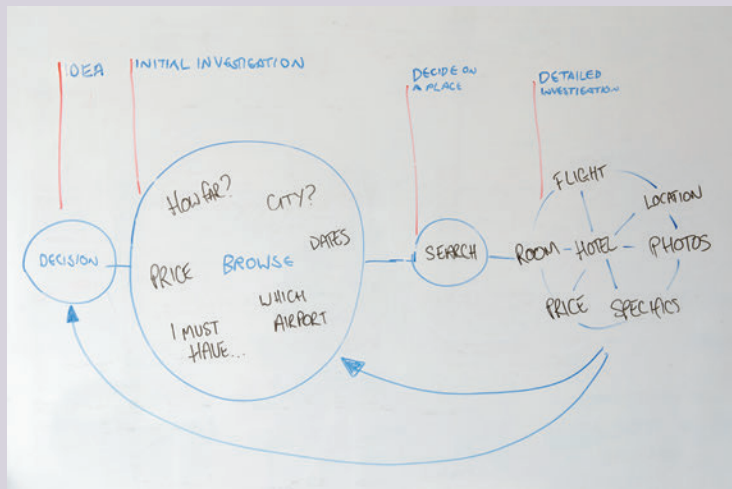 IDEA
INITIAL INVESTIGATION
DECIDE ON
A PLACE
DETAILED
INVESTIGATION
DECISION
HOW FAR?
CITY?
DATES
PRICE
BROWSE
WHICH
AIRPORT
I MUST
HAVE...
SEARCH
FLIGHT
LOCATION
ROOM
HOTEL
PHOTOS
PRICE
SPECIFICS